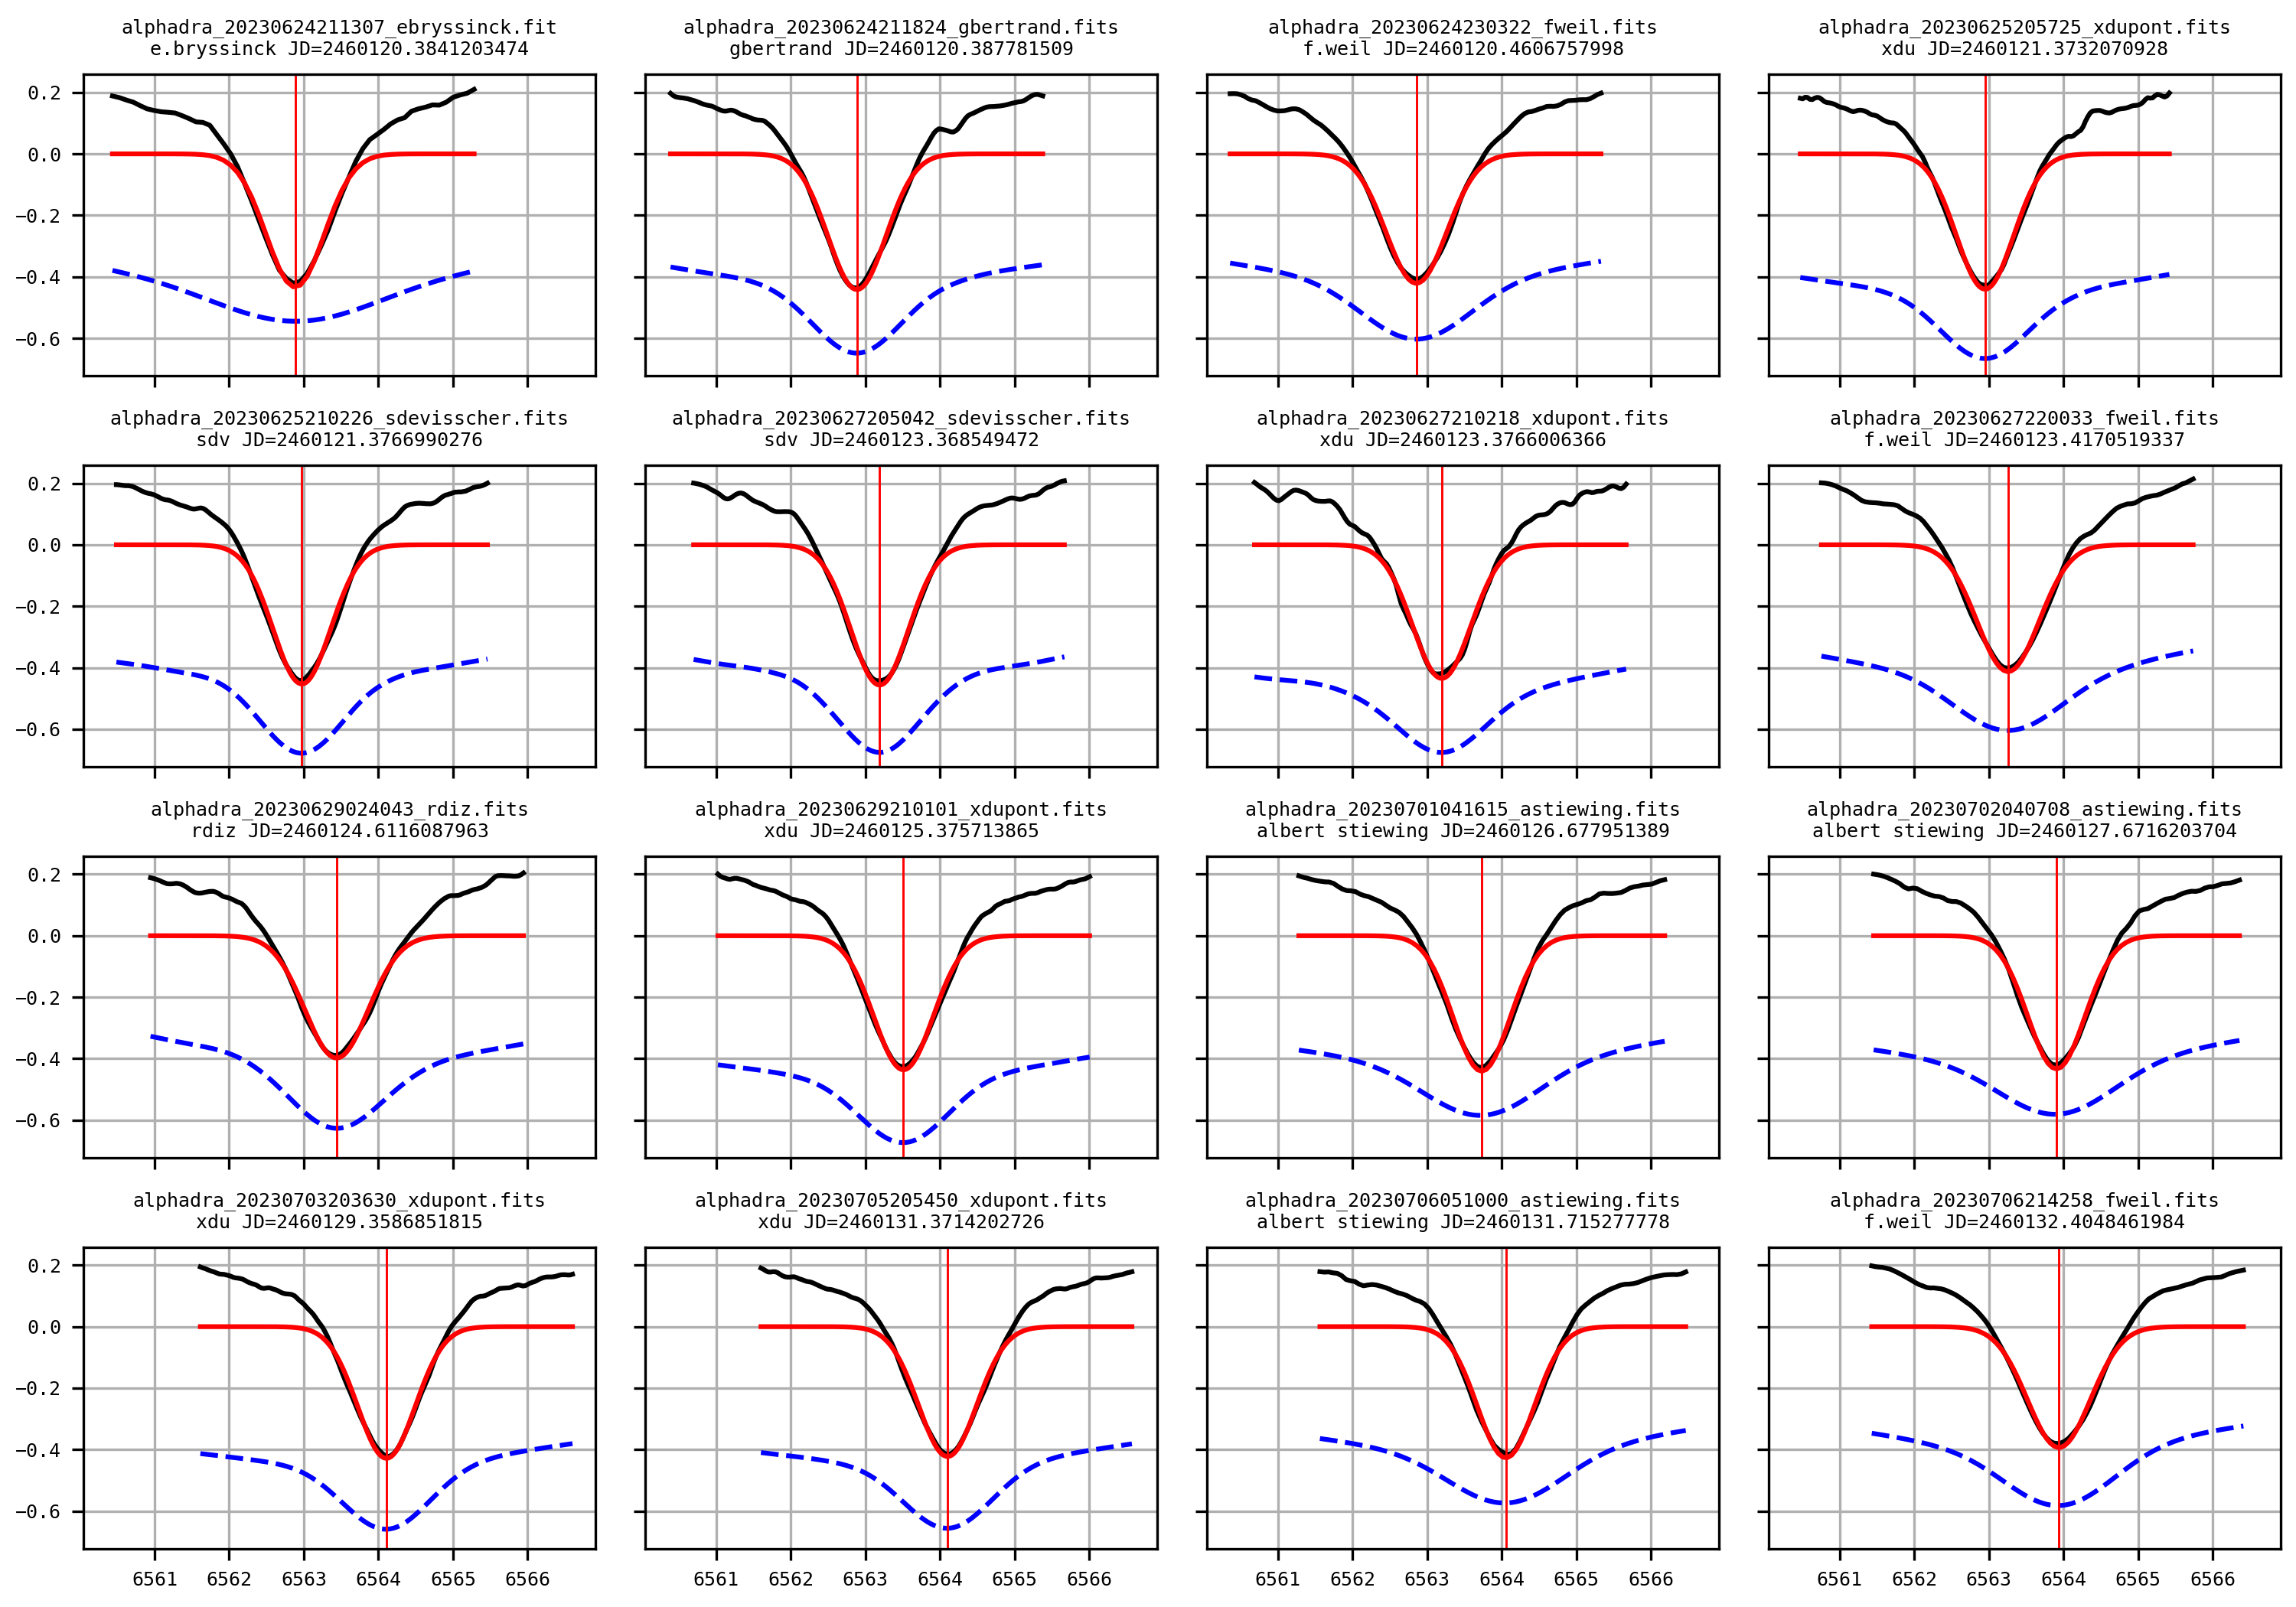 alphadra_20230624211307_ebryssinck.fit
e.bryssinck JD=2460120.3841203474
alphadra_20230624211824_gbertrand.fits
gbertrand JD=2460120.387781509
alphadra_20230624230322_fweil.fits
f.weil JD=2460120.4606757998
alphadra_20230625205725_xdupont.fits
xdu JD=2460121.3732070928
0.2
0.0
−0.2
−0.4
−0.6
alphadra_20230625210226_sdevisscher.fits
sdv JD=2460121.3766990276
alphadra_20230627205042_sdevisscher.fits
sdv JD=2460123.368549472
alphadra_20230627210218_xdupont.fits
xdu JD=2460123.3766006366
alphadra_20230627220033_fweil.fits
f.weil JD=2460123.4170519337
0.2
0.0
−0.2
−0.4
−0.6
alphadra_20230629024043_rdiz.fits
rdiz JD=2460124.6116087963
alphadra_20230629210101_xdupont.fits
xdu JD=2460125.375713865
alphadra_20230701041615_astiewing.fits
albert stiewing JD=2460126.677951389
alphadra_20230702040708_astiewing.fits
albert stiewing JD=2460127.6716203704
0.2
0.0
−0.2
−0.4
−0.6
alphadra_20230703203630_xdupont.fits
xdu JD=2460129.3586851815
alphadra_20230705205450_xdupont.fits
xdu JD=2460131.3714202726
alphadra_20230706051000_astiewing.fits
albert stiewing JD=2460131.715277778
alphadra_20230706214258_fweil.fits
f.weil JD=2460132.4048461984
0.2
0.0
−0.2
−0.4
−0.6
6561 6562 6563 6564 6565 6566
6561 6562 6563 6564 6565 6566
6561 6562 6563 6564 6565 6566
6561 6562 6563 6564 6565 6566